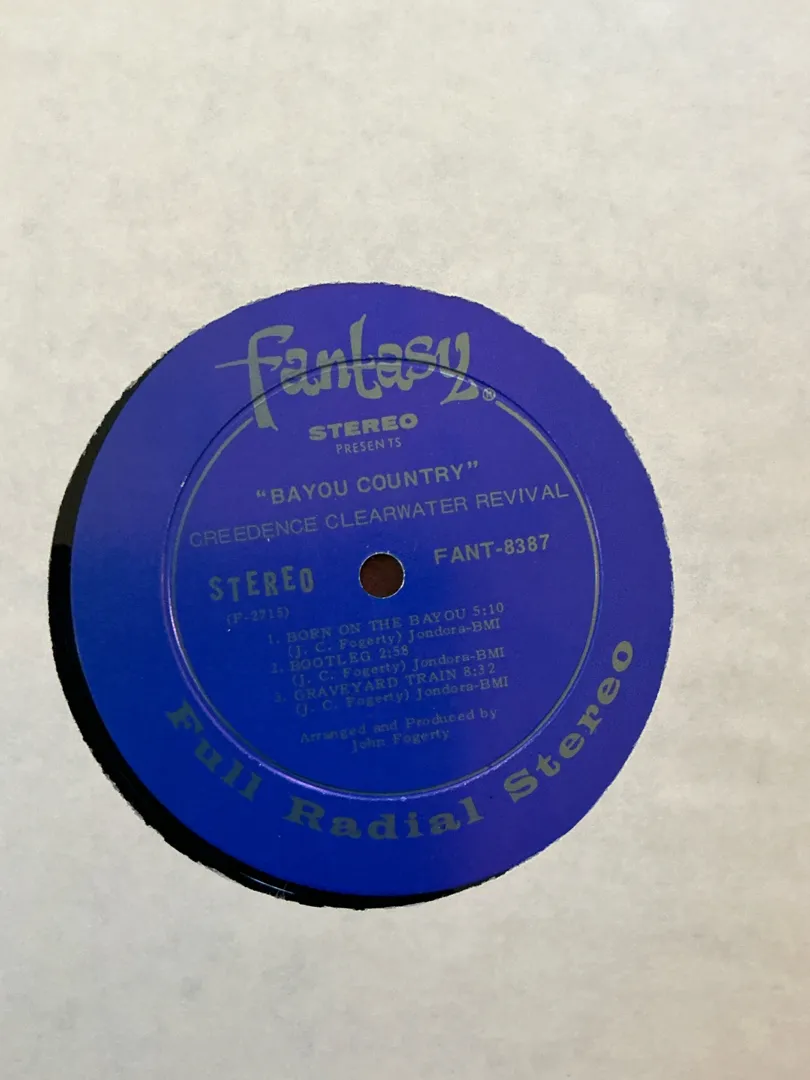 Fantasy®
STEREO
PRESENTS
"BAYOU COUNTRY"
CREEDENCE CLEARWATER REVIVAL
STEREO
FANT-8387
(F-2715)
1. BORN ON THE BAYOU 5:10
(J. C. Fogerty) Jondora-BMI
2. BOOTLEG 2:58
(J. C. Fogerty) Jondora-BMI
3. GRAVEYARD TRAIN 8:32
(J. C. Fogerty) Jondora-BMI
Arranged and Produced by
John Fogerty
Full Radial Stereo